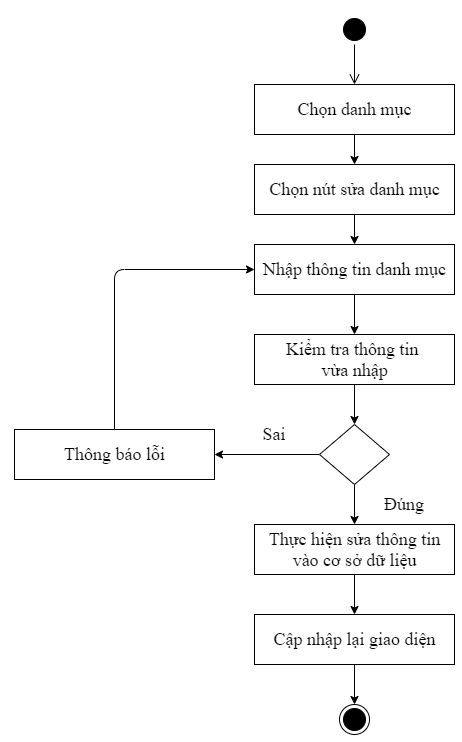 Chọn danh mục
Chọn nút sửa danh mục
Nhập thông tin danh mục
Kiểm tra thông tin
vừa nhập
Sai
Thông báo lỗi
Đúng
Thực hiện sửa thông tin
vào cơ sở dữ liệu
Cập nhập lại giao diện